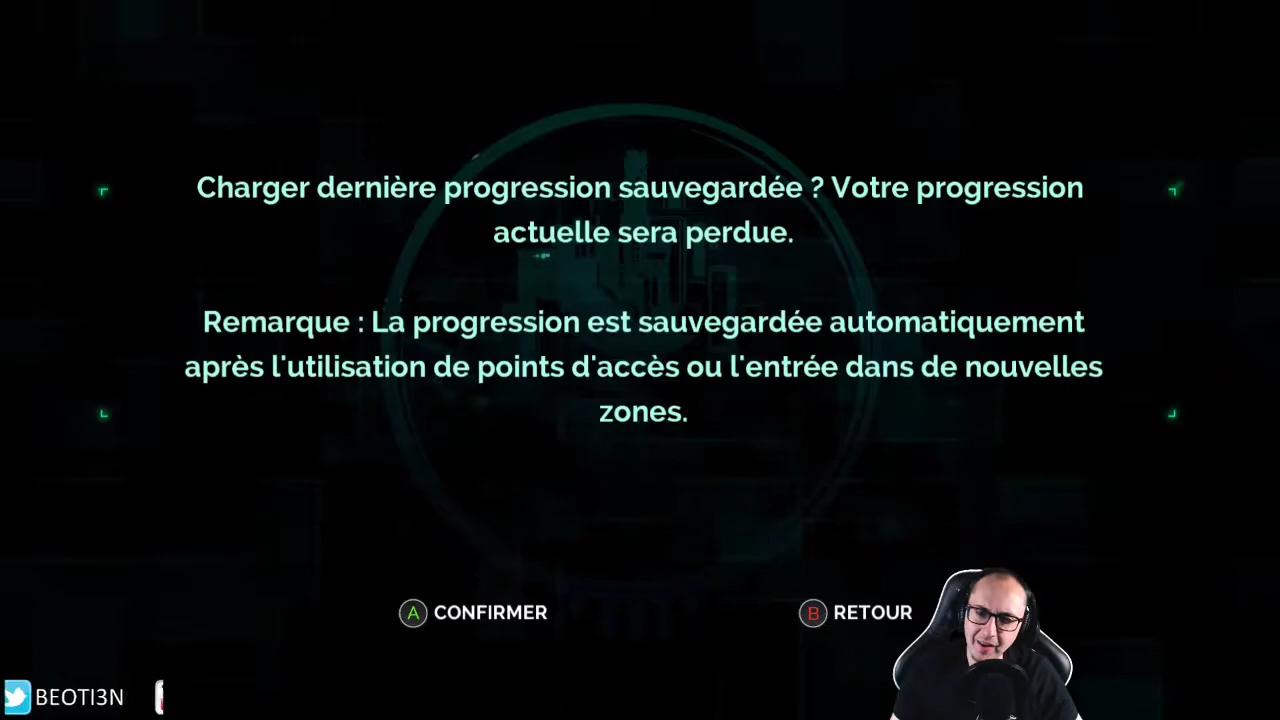 Charger dernière progression sauvegardée ? Votre progression
actuelle sera perdue.
Remarque : La progression est sauvegardée automatiquement
après l'utilisation de points d'accès ou l'entrée dans de nouvelles
zones.
A CONFIRMER
B RETOUR
BEOTI3N